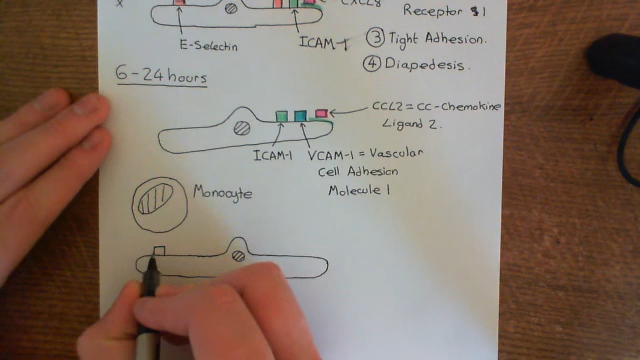 x
CXCL8
Receptor 1
E-Selectin
ICAM-1
③ Tight Adhesion.
④ Diapedesis.
6-24 hours
CCL2 = CC-Chemokine
Ligand 2.
ICAM-1
VCAM-1 = Vascular
Cell Adhesion
Molecule 1
Monocyte